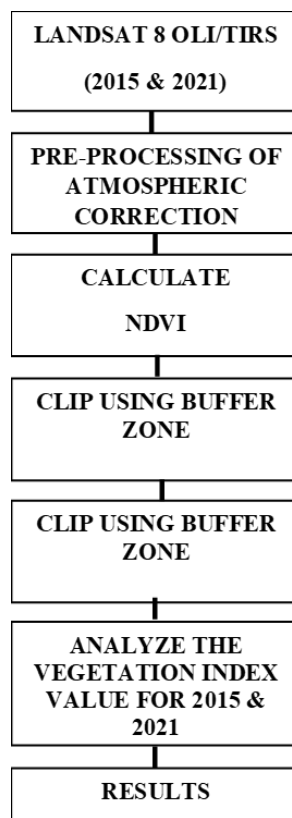 LANDSAT 8 OLI/TIRS
(2015 & 2021)
PRE-PROCESSING OF
ATMOSPHERIC
CORRECTION
CALCULATE
NDVI
CLIP USING BUFFER
ZONE
CLIP USING BUFFER
ZONE
ANALYZE THE
VEGETATION INDEX
VALUE FOR 2015 &
2021
RESULTS